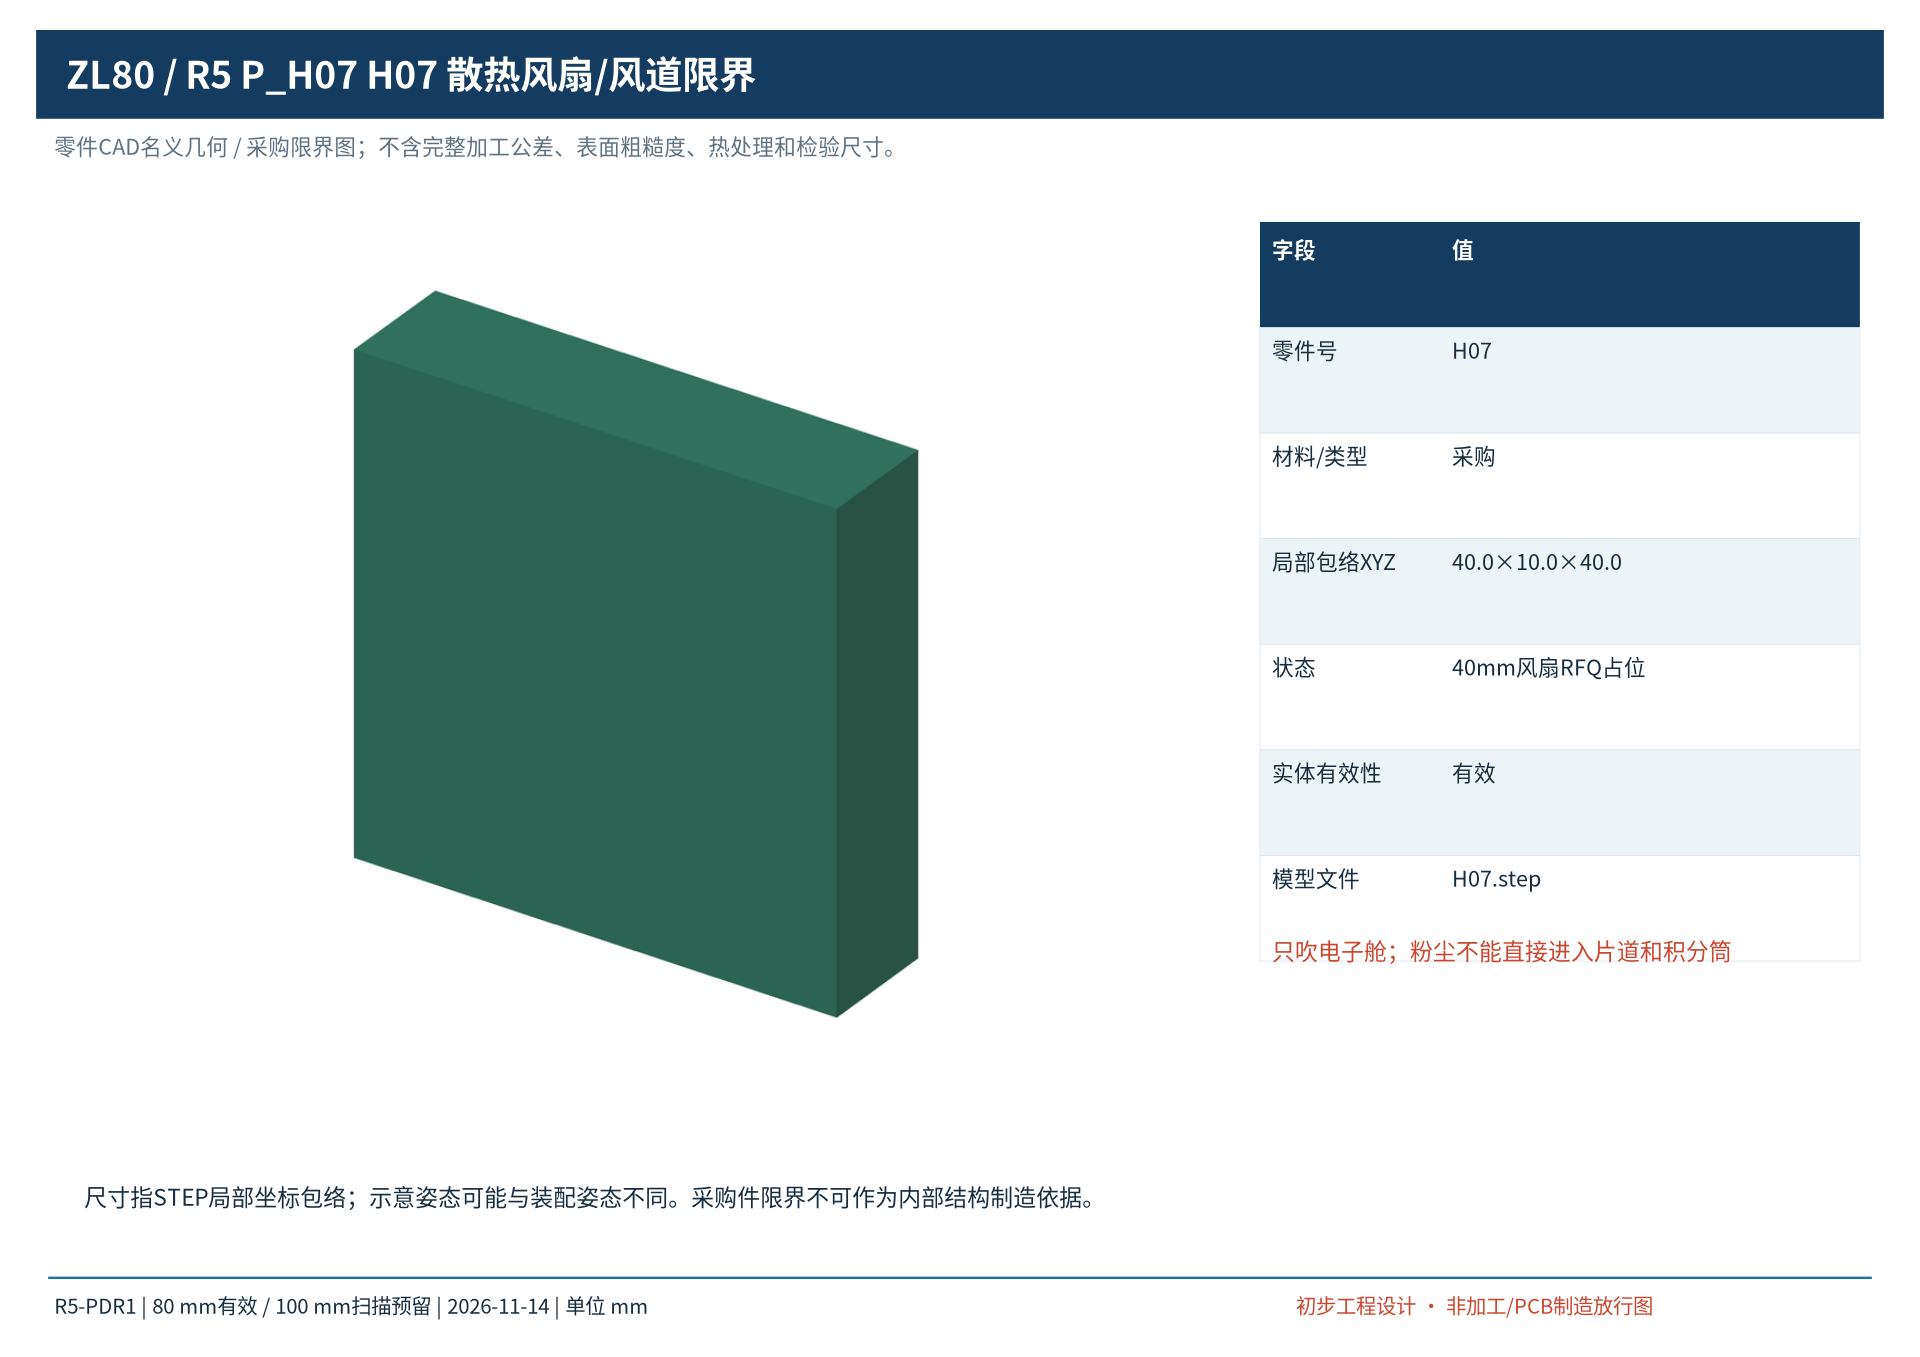 ZL80 / R5 P_H07 H07 散热风扇/风道限界
零件CAD名义几何 / 采购限界图；不含完整加工公差、表面粗糙度、热处理和检验尺寸。
字段 值
零件号 H07
材料/类型 采购
局部包络XYZ 40.0×10.0×40.0
状态 40mm风扇RFQ占位
实体有效性 有效
模型文件 H07.step
只吹电子舱；粉尘不能直接进入片道和积分筒
尺寸指STEP局部坐标包络；示意姿态可能与装配姿态不同。采购件限界不可作为内部结构制造依据。
R5-PDR1 | 80 mm有效 / 100 mm扫描预留 | 2026-11-14 | 单位 mm
初步工程设计 · 非加工/PCB制造放行图